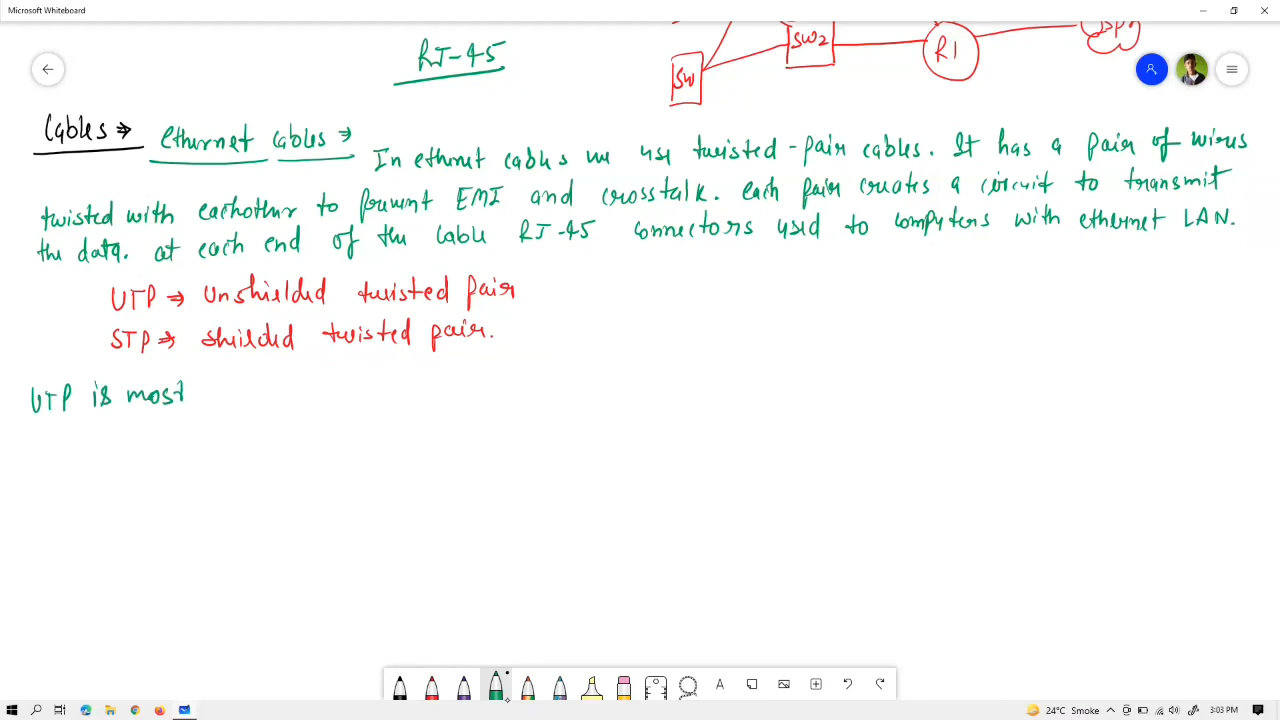 Microsoft Whiteboard
RJ-45
SW
SW2
R1
Cables ⇒ Ethernet cables ⇒ In ethernet cables we use twisted-pair cables. It has a pair of wires
twisted with eachother to prevent EMI and crosstalk. each pair creates a circuit to transmit
the data. at each end of the cable RJ-45 connectors used to computers with ethernet LAN.
UTP ⇒ Unshielded twisted pair
STP ⇒ shielded twisted pair.
UTP is most
A
24°C Smoke
3:03 PM